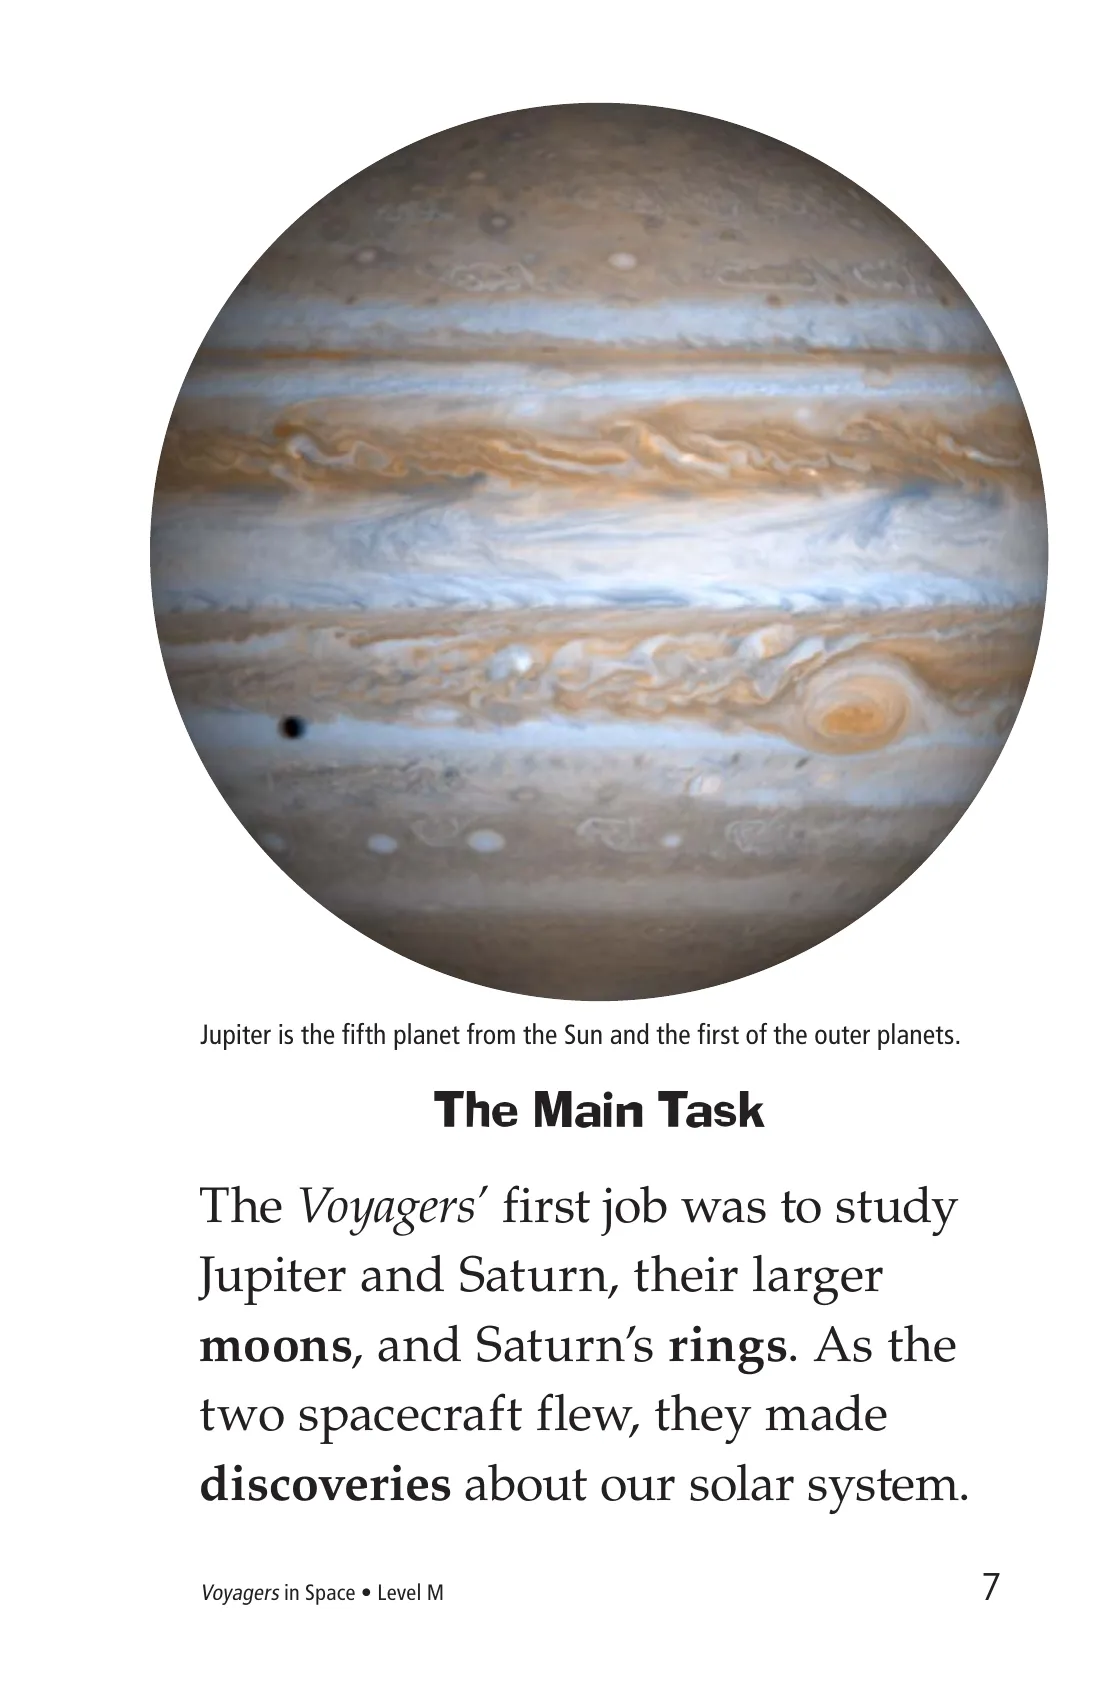 Jupiter is the fifth planet from the Sun and the first of the outer planets.
The Main Task
The Voyagers’ first job was to study
Jupiter and Saturn, their larger
moons, and Saturn’s rings. As the
two spacecraft flew, they made
discoveries about our solar system.
Voyagers in Space • Level M
7